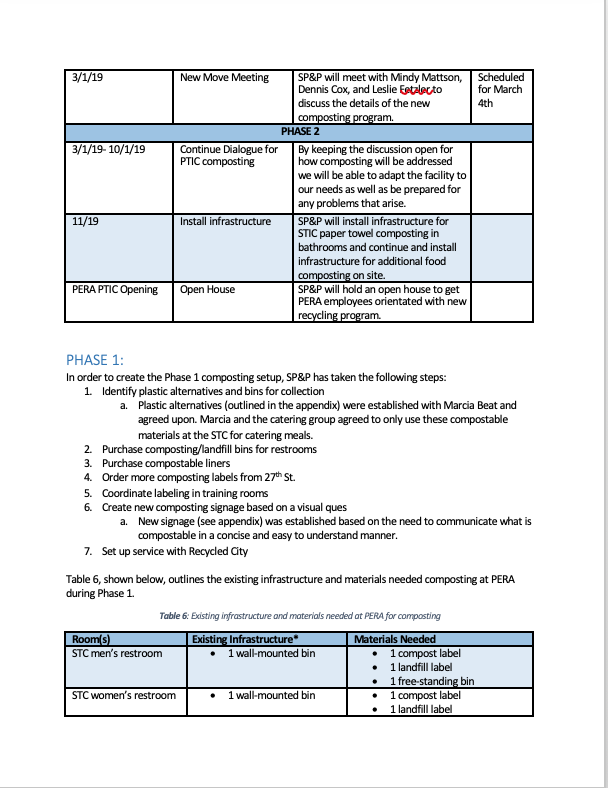 3/1/19 New Move Meeting SP&P will meet with Mindy Mattson, Scheduled
Dennis Cox, and Leslie Fetzler to for March
discuss the details of the new 4th
composting program.
PHASE 2
3/1/19- 10/1/19 Continue Dialogue for By keeping the discussion open for
PTIC composting how composting will be addressed
we will be able to adapt the facility to
our needs as well as be prepared for
any problems that arise.
11/19 Install infrastructure SP&P will install infrastructure for
STIC paper towel composting in
bathrooms and continue and install
infrastructure for additional food
composting on site.
PERA PTIC Opening Open House SP&P will hold an open house to get
PERA employees orientated with new
recycling program.
PHASE 1:
In order to create the Phase 1 composting setup, SP&P has taken the following steps:
1. Identify plastic alternatives and bins for collection
a. Plastic alternatives (outlined in the appendix) were established with Marcia Beat and
agreed upon. Marcia and the catering group agreed to only use these compostable
materials at the STC for catering meals.
2. Purchase composting/landfill bins for restrooms
3. Purchase compostable liners
4. Order more composting labels from 27th St.
5. Coordinate labeling in training rooms
6. Create new composting signage based on a visual ques
a. New signage (see appendix) was established based on the need to communicate what is
compostable in a concise and easy to understand manner.
7. Set up service with Recycled City
Table 6, shown below, outlines the existing infrastructure and materials needed composting at PERA
during Phase 1.
Table 6: Existing infrastructure and materials needed at PERA for composting
Room(s) Existing Infrastructure* Materials Needed
STC men's restroom • 1 wall-mounted bin • 1 compost label
• 1 landfill label
• 1 free-standing bin
STC women's restroom • 1 wall-mounted bin • 1 compost label
• 1 landfill label